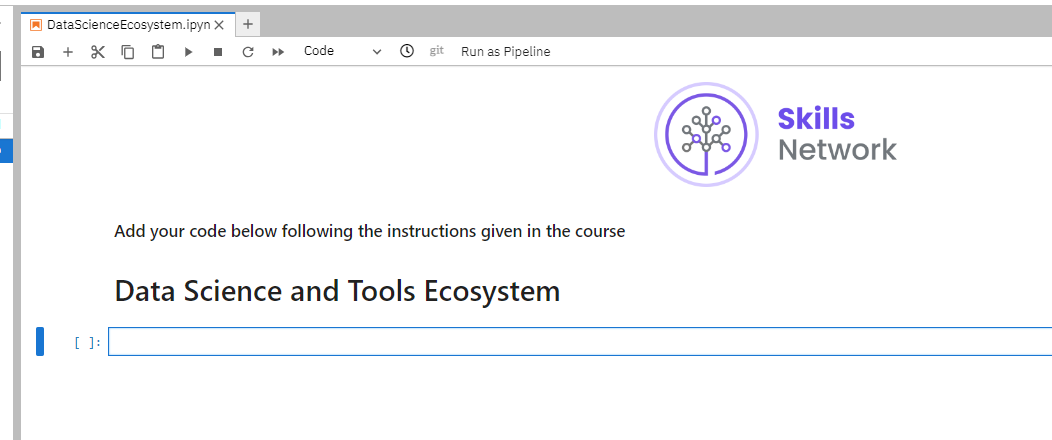 DataScienceEcosystem.ipyn
Code
git
Run as Pipeline
Skills
Network
Add your code below following the instructions given in the course
Data Science and Tools Ecosystem
[ ]: